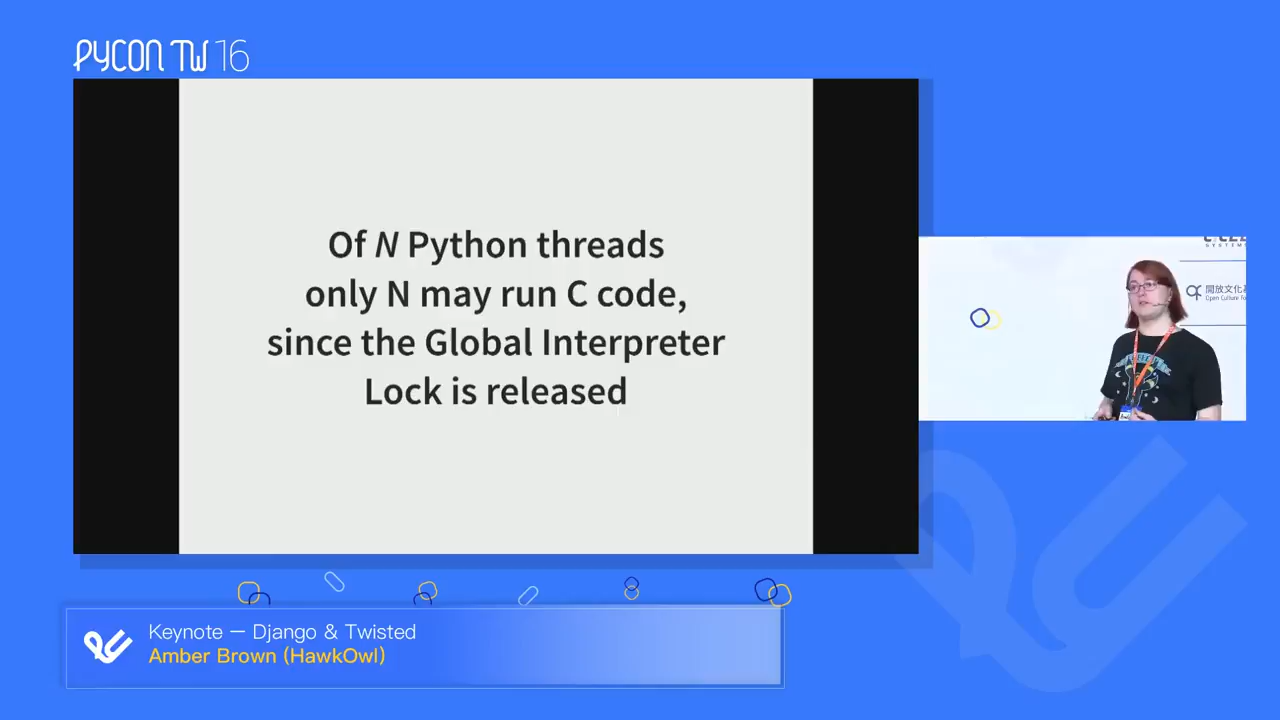 PYCON TW 16
Of N Python threads
only N may run C code,
since the Global Interpreter
Lock is released
SYSTEMS
開放文化
Open Culture
Keynote — Django & Twisted
Amber Brown (HawkOwl)